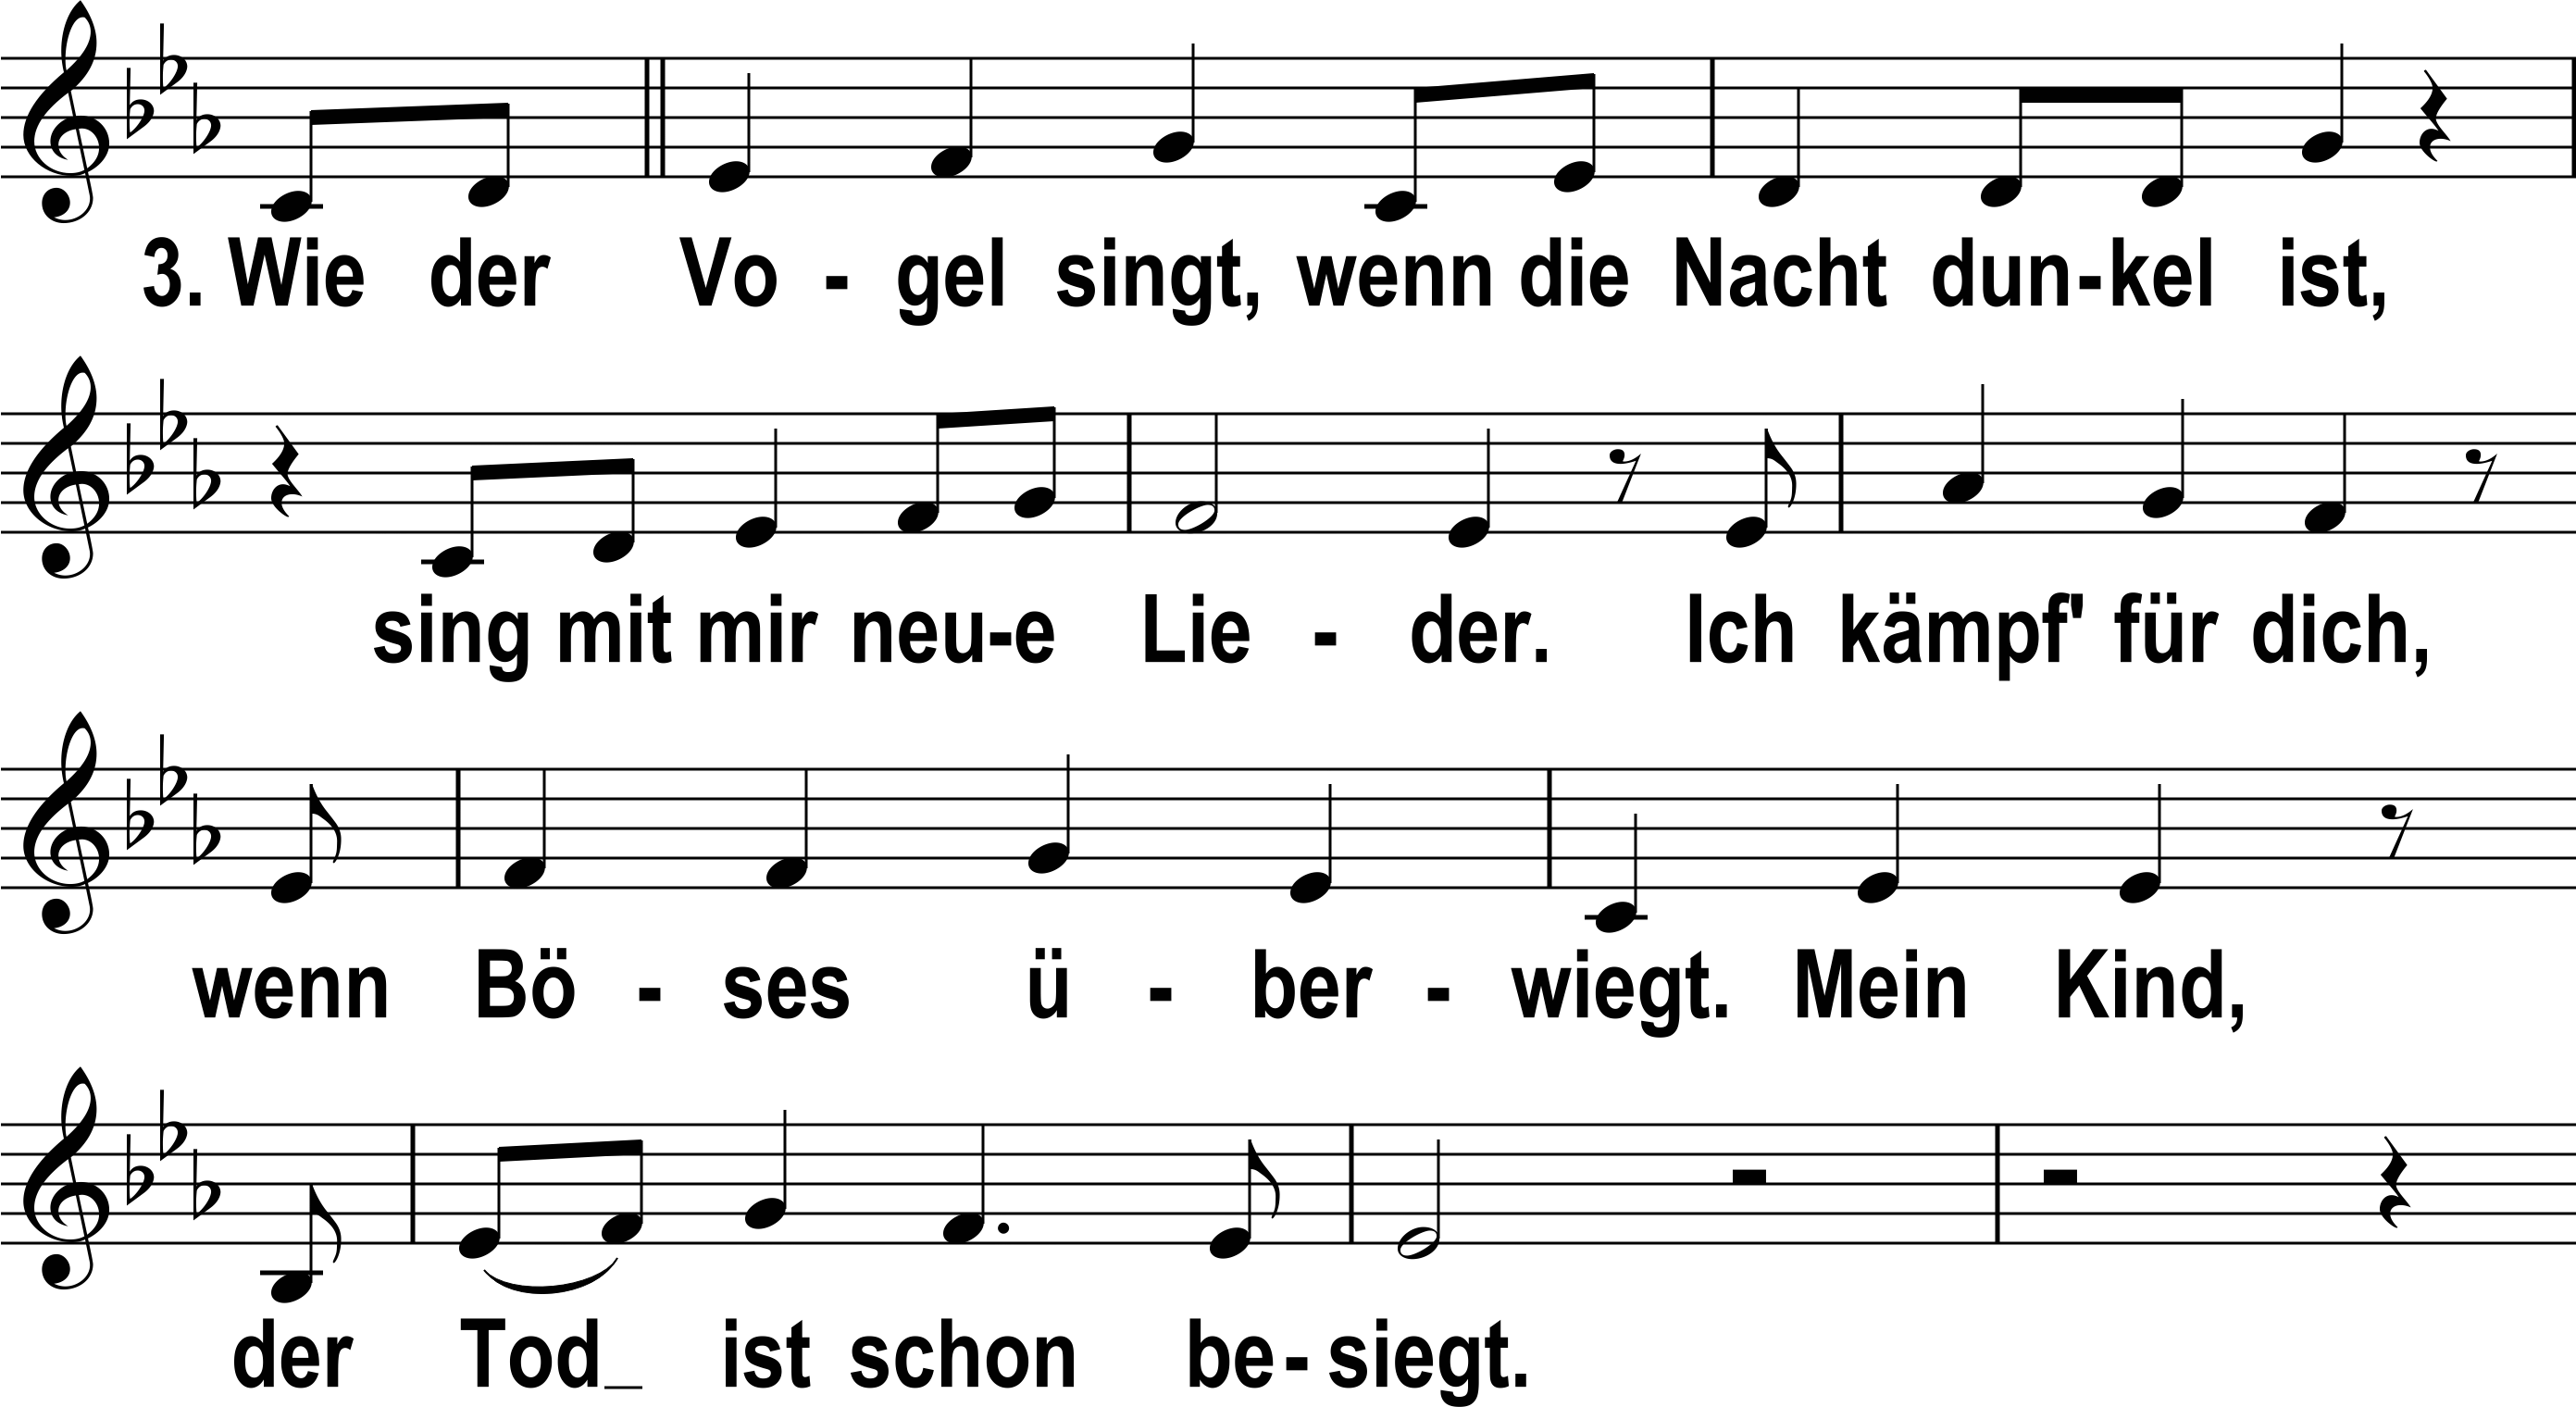 3. Wie der Vo - gel singt, wenn die Nacht dun-kel ist,
sing mit mir neu-e Lie - der. Ich kämpf' für dich,
wenn Bö - ses ü - ber - wiegt. Mein Kind,
der Tod_ ist schon be- siegt.